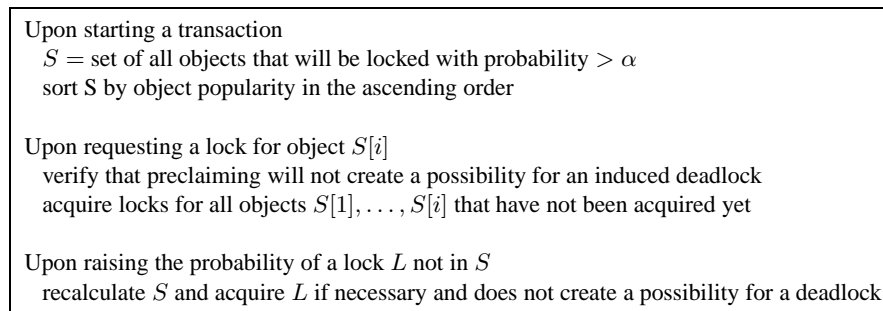 Upon starting a transaction
S = set of all objects that will be locked with probability > α
sort S by object popularity in the ascending order
Upon requesting a lock for object S[i]
verify that preclaiming will not create a possibility for an induced deadlock
acquire locks for all objects S[1], . . . , S[i] that have not been acquired yet
Upon raising the probability of a lock L not in S
recalculate S and acquire L if necessary and does not create a possibility for a deadlock